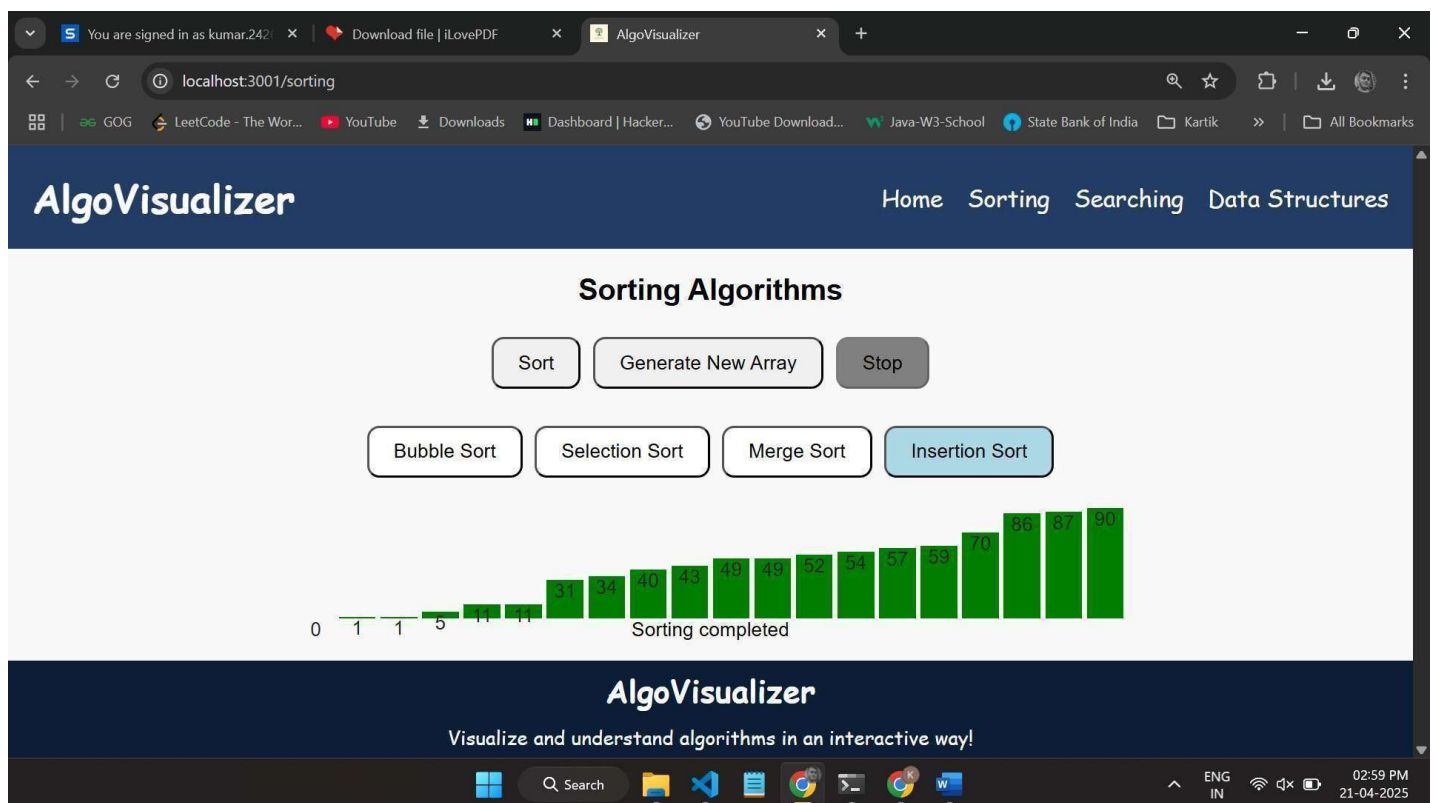 You are signed in as kumar.242
Download file | iLovePDF
AlgoVisualizer
localhost:3001/sorting
GOG
LeetCode - The Wor...
YouTube
Downloads
Dashboard | Hacker...
YouTube Download...
Java-W3-School
State Bank of India
Kartik
»
All Bookmarks
AlgoVisualizer
Home Sorting Searching Data Structures
Sorting Algorithms
Sort Generate New Array Stop
Bubble Sort Selection Sort Merge Sort Insertion Sort
0 1 1 5 11 11 31 34 40 43 49 49 52 54 57 59 70 86 87 90
Sorting completed
AlgoVisualizer
Visualize and understand algorithms in an interactive way!
Search
ENG
IN
02:59 PM
21-04-2025